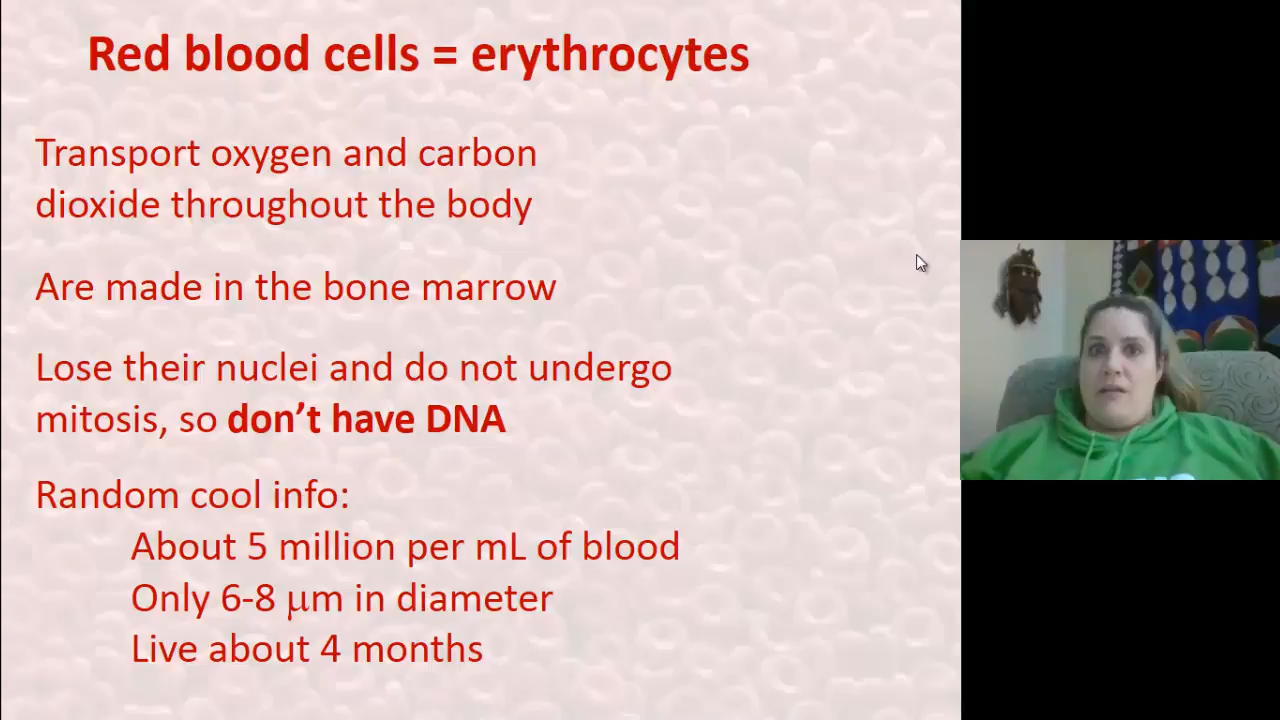 Red blood cells = erythrocytes
Transport oxygen and carbon
dioxide throughout the body
Are made in the bone marrow
Lose their nuclei and do not undergo
mitosis, so don't have DNA
Random cool info:
About 5 million per mL of blood
Only 6-8 μm in diameter
Live about 4 months